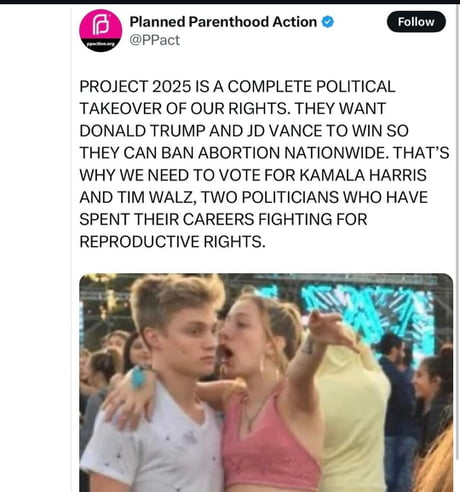 Planned Parenthood Action
@PPact
Follow
ppaction.org
PROJECT 2025 IS A COMPLETE POLITICAL
TAKEOVER OF OUR RIGHTS. THEY WANT
DONALD TRUMP AND JD VANCE TO WIN SO
THEY CAN BAN ABORTION NATIONWIDE. THAT'S
WHY WE NEED TO VOTE FOR KAMALA HARRIS
AND TIM WALZ, TWO POLITICIANS WHO HAVE
SPENT THEIR CAREERS FIGHTING FOR
REPRODUCTIVE RIGHTS.